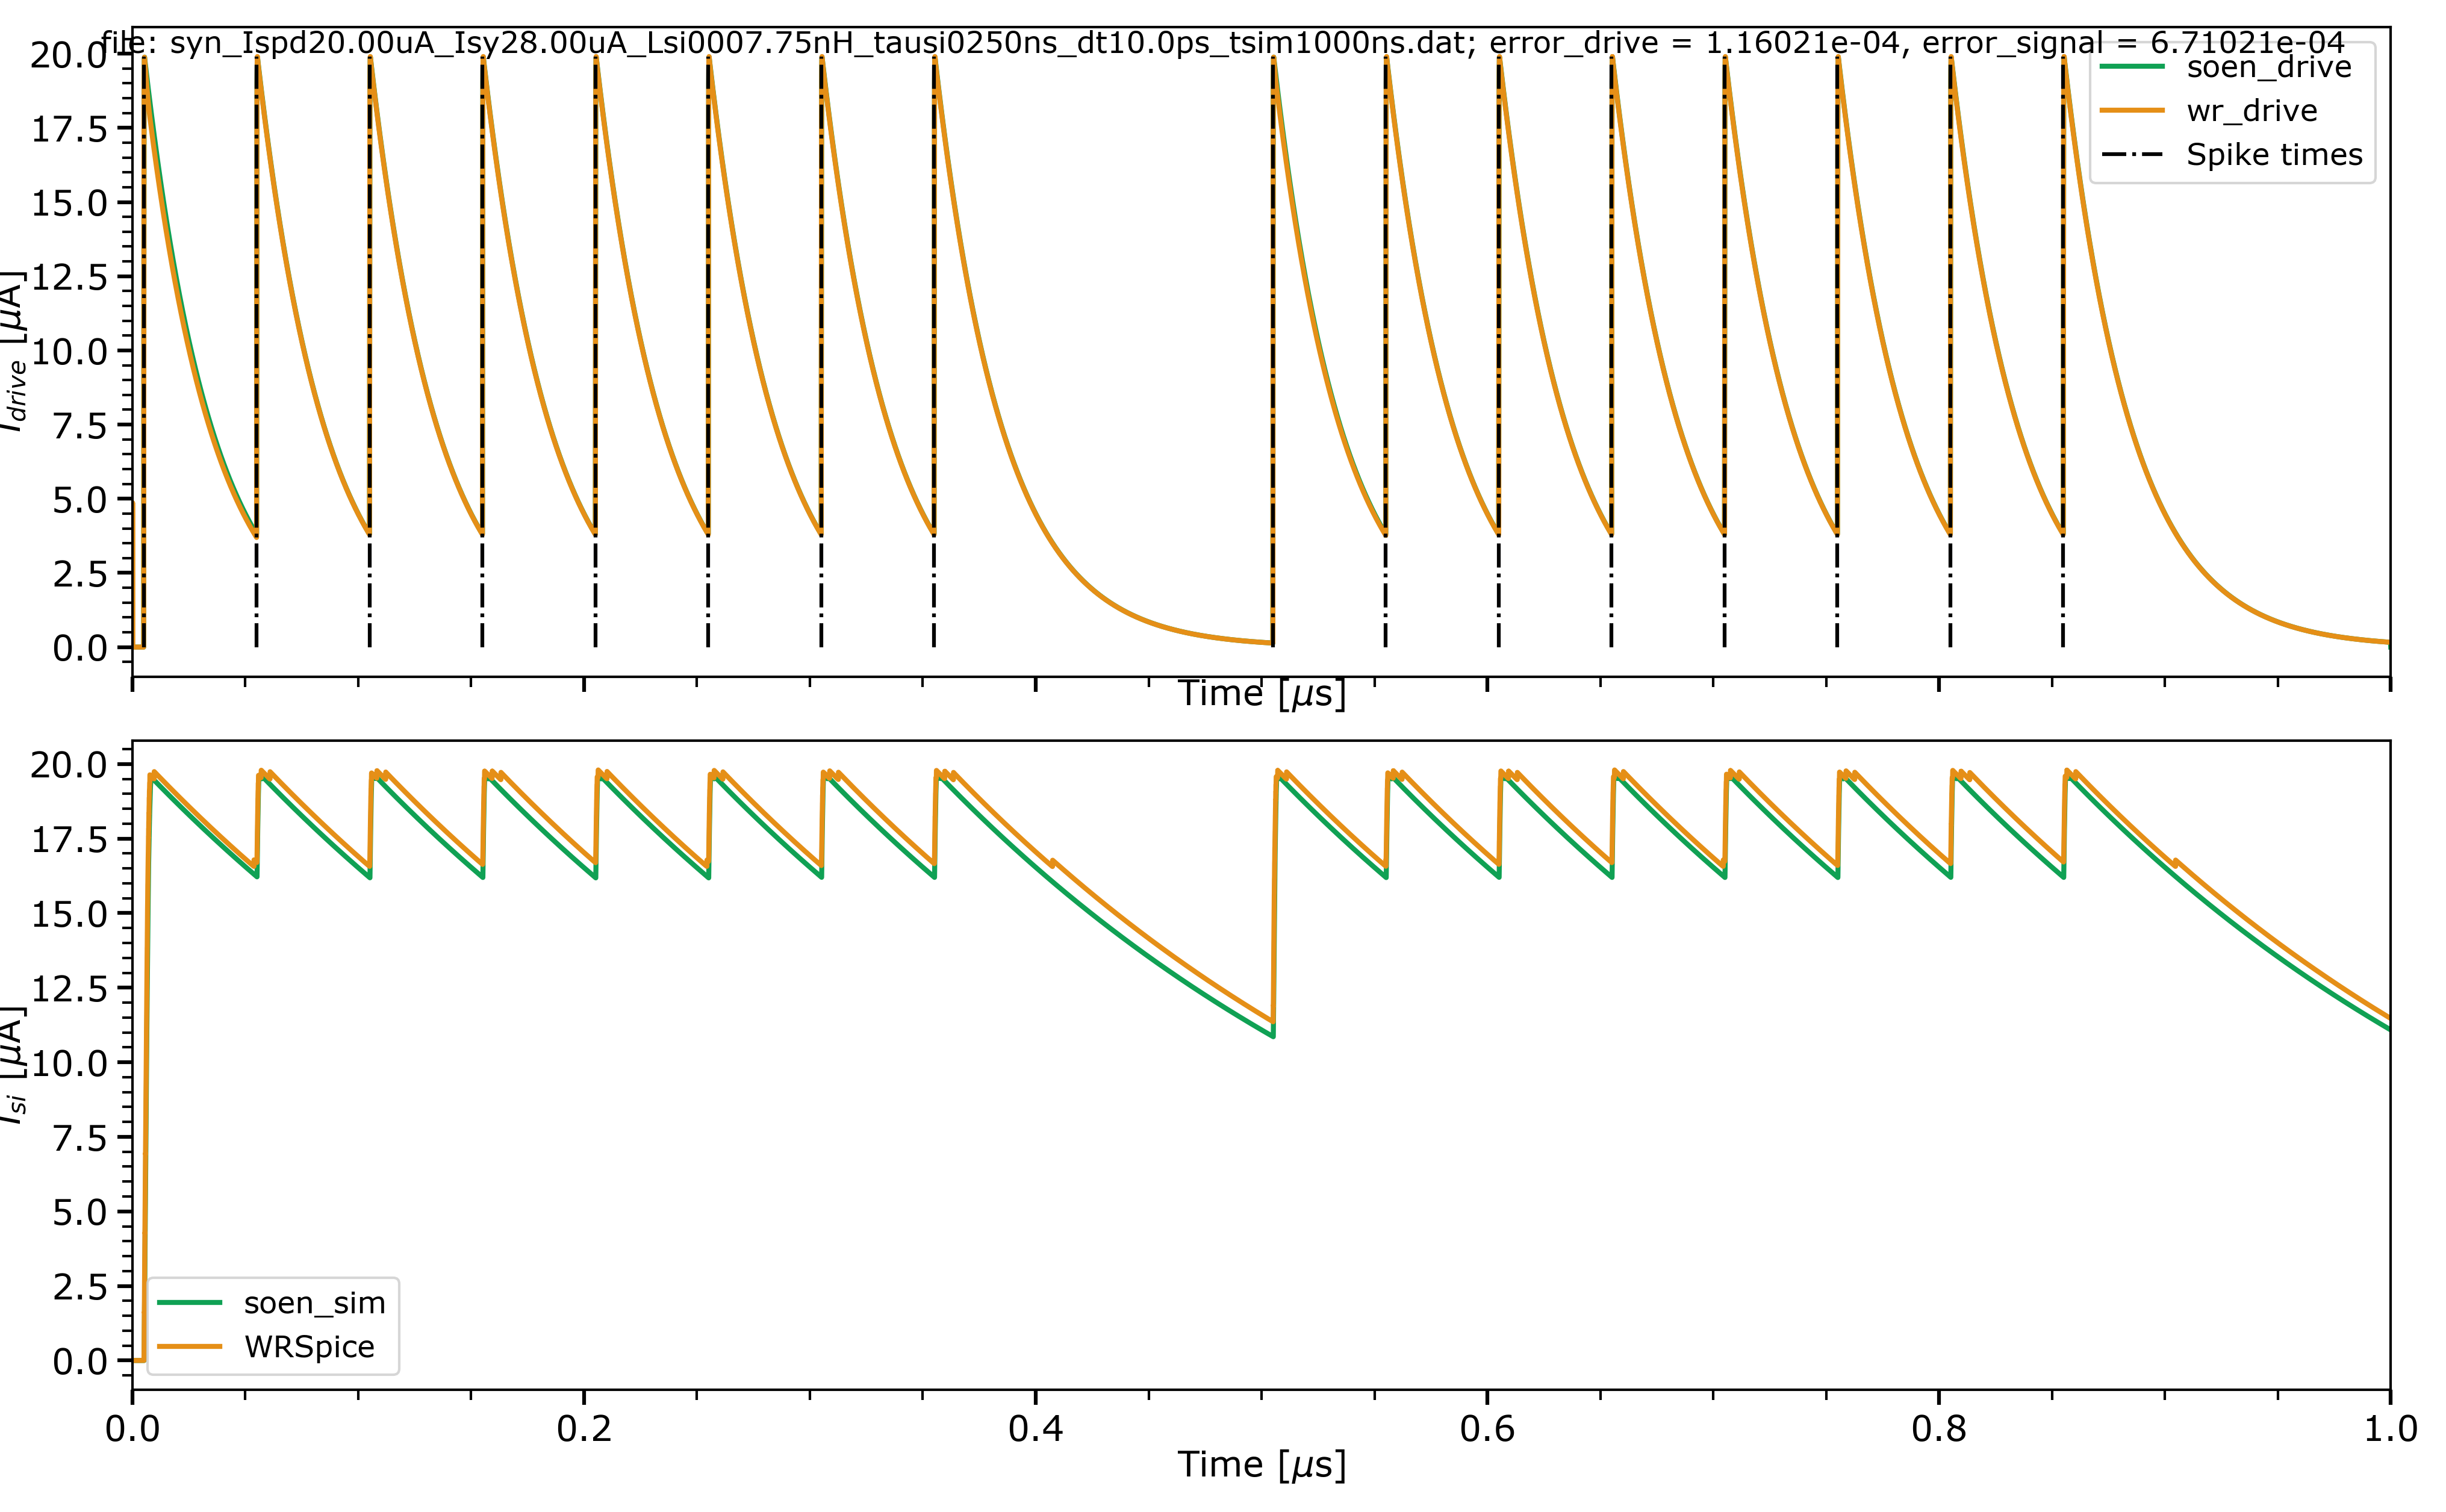 file: syn_Ispd20.00uA_Isy28.00uA_Lsi0007.75nH_tausi0250ns_dt10.0ps_tsim1000ns.dat; error_drive = 1.16021e-04, error_signal = 6.71021e-04
20.0
17.5
15.0
12.5
10.0
7.5
5.0
2.5
0.0
I_drive [μA]
soen_drive
wr_drive
Spike times
Time [μs]
20.0
17.5
15.0
12.5
10.0
7.5
5.0
2.5
0.0
I_si [μA]
soen_sim
WRSpice
0.0 0.2 0.4 0.6 0.8 1.0
Time [μs]